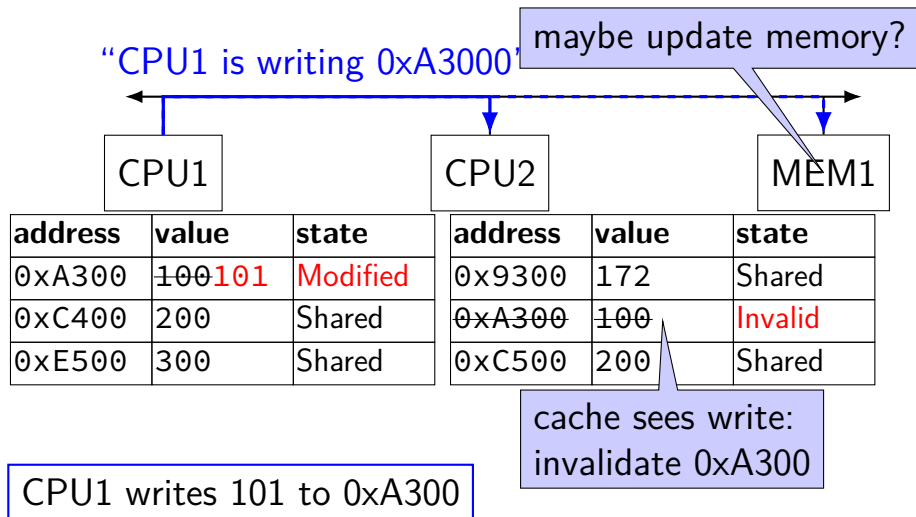 maybe update memory?
“CPU1 is writing 0xA3000”
CPU1 CPU2 MEM1
address value state address value state
0xA300 100101 Modified 0x9300 172 Shared
0xC400 200 Shared 0xA300 100 Invalid
0xE500 300 Shared 0xC500 200 Shared
cache sees write:
invalidate 0xA300
CPU1 writes 101 to 0xA300